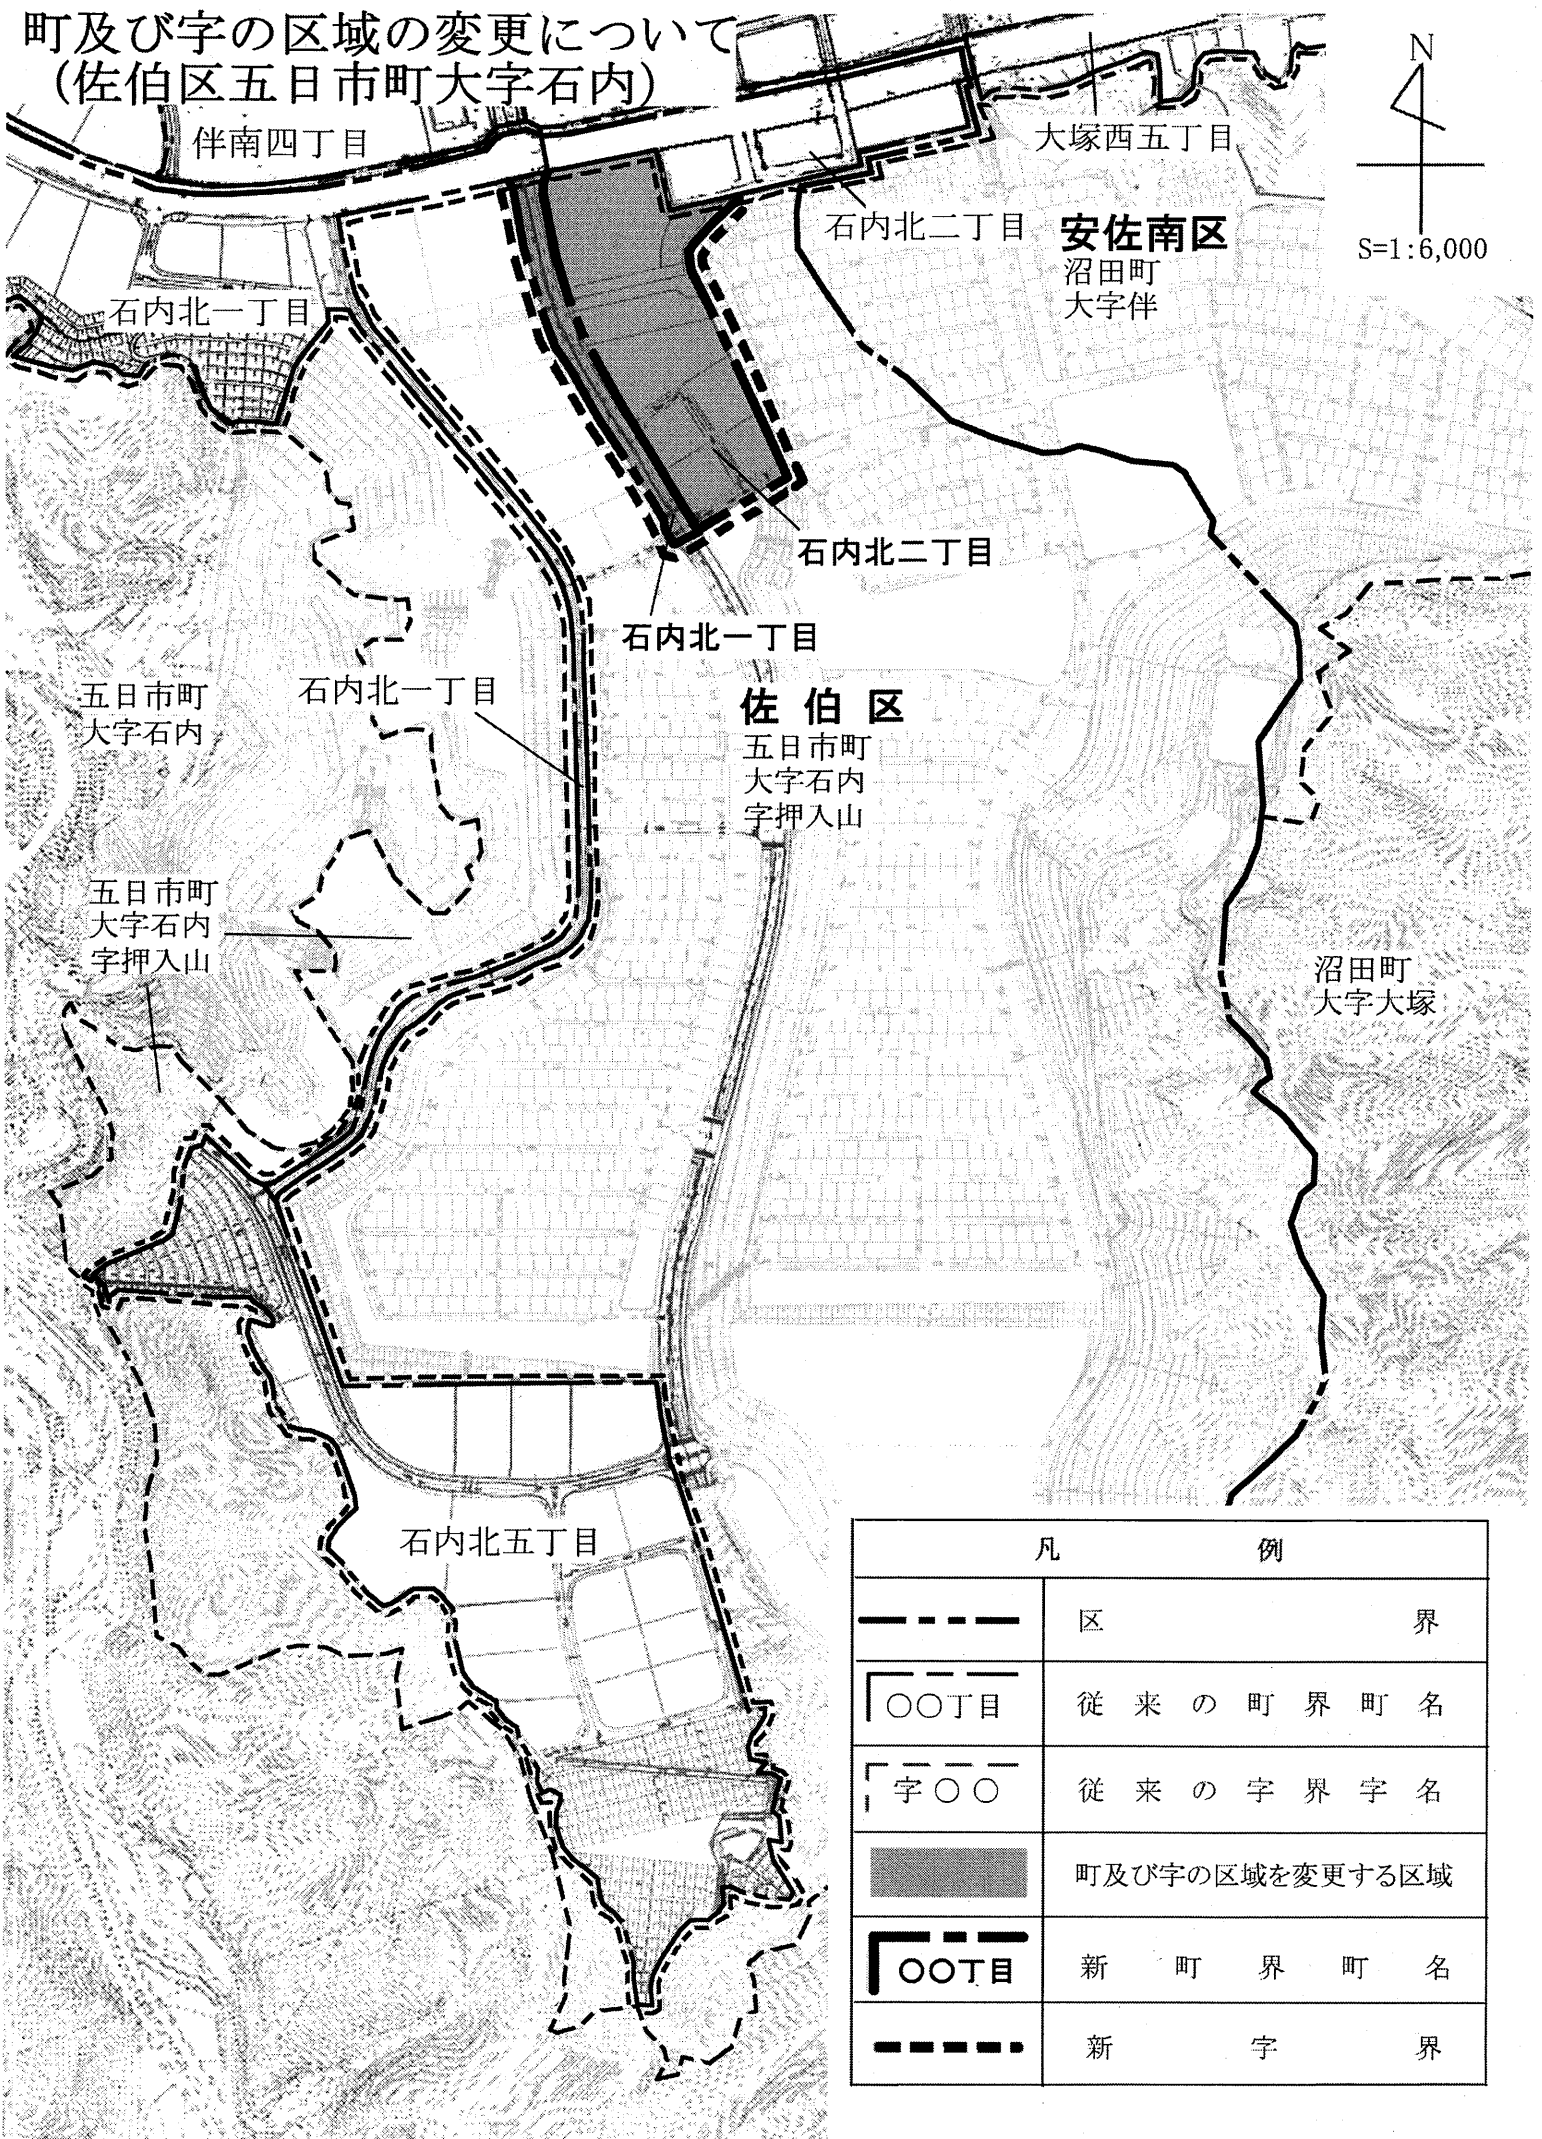 町及び字の区域の変更について
(佐伯区五日市町大字石内)
N
S=1:6,000
伴南四丁目
大塚西五丁目
石内北二丁目
安佐南区
沼田町
大字伴
石内北一丁目
石内北二丁目
石内北一丁目
五日市町
大字石内
石内北一丁目
佐伯区
五日市町
大字石内
字押入山
五日市町
大字石内
字押入山
沼田町
大字大塚
石内北五丁目
凡例
区界
〇〇丁目 従来の町界町名
字〇〇 従来の字界字名
町及び字の区域を変更する区域
〇〇丁目 新町界町名
新字界